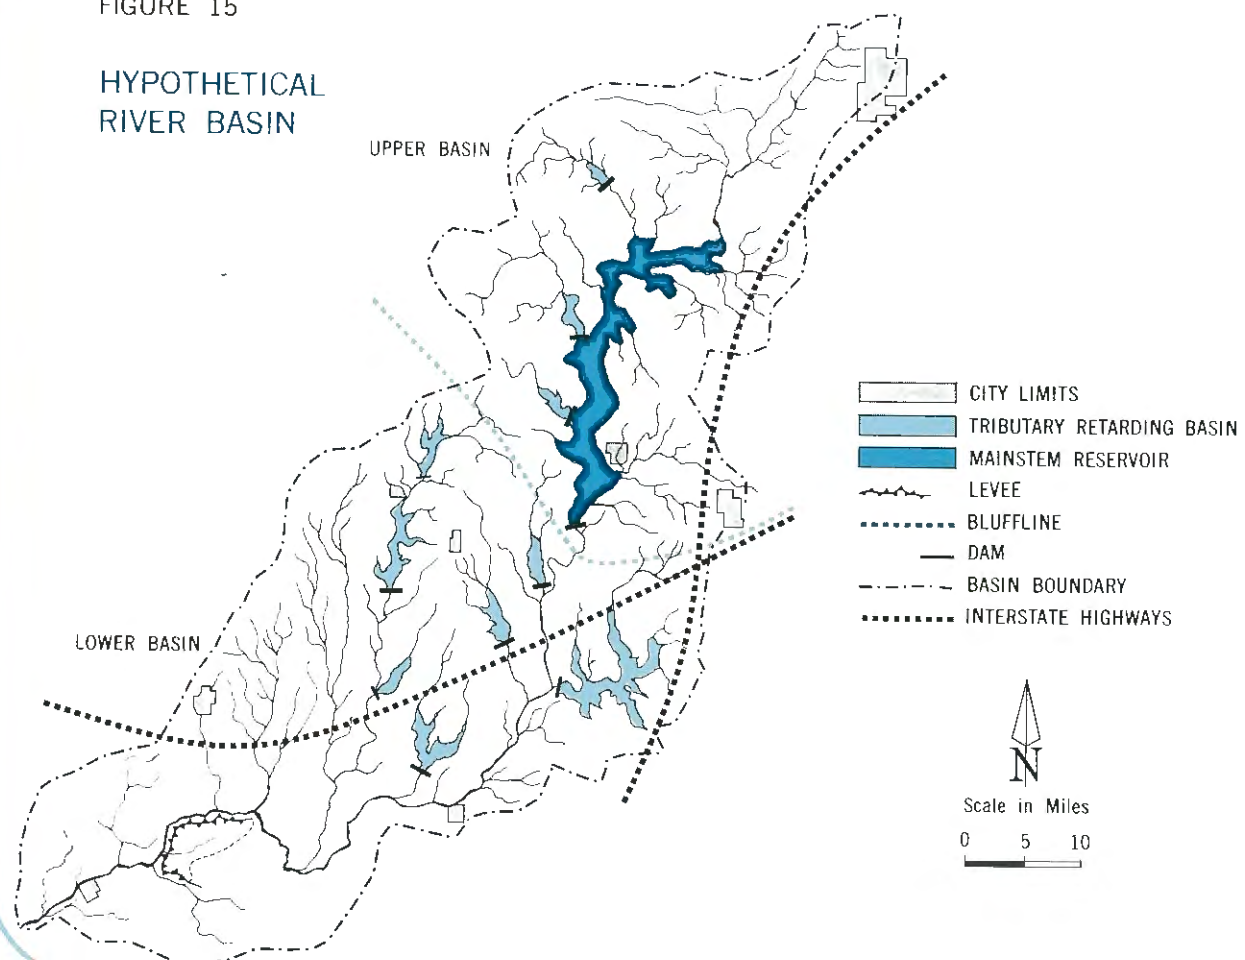 FIGURE 15
HYPOTHETICAL
RIVER BASIN
UPPER BASIN
CITY LIMITS
TRIBUTARY RETARDING BASIN
MAINSTEM RESERVOIR
LEVEE
BLUFFLINE
DAM
BASIN BOUNDARY
INTERSTATE HIGHWAYS
LOWER BASIN
N
Scale in Miles
0 5 10